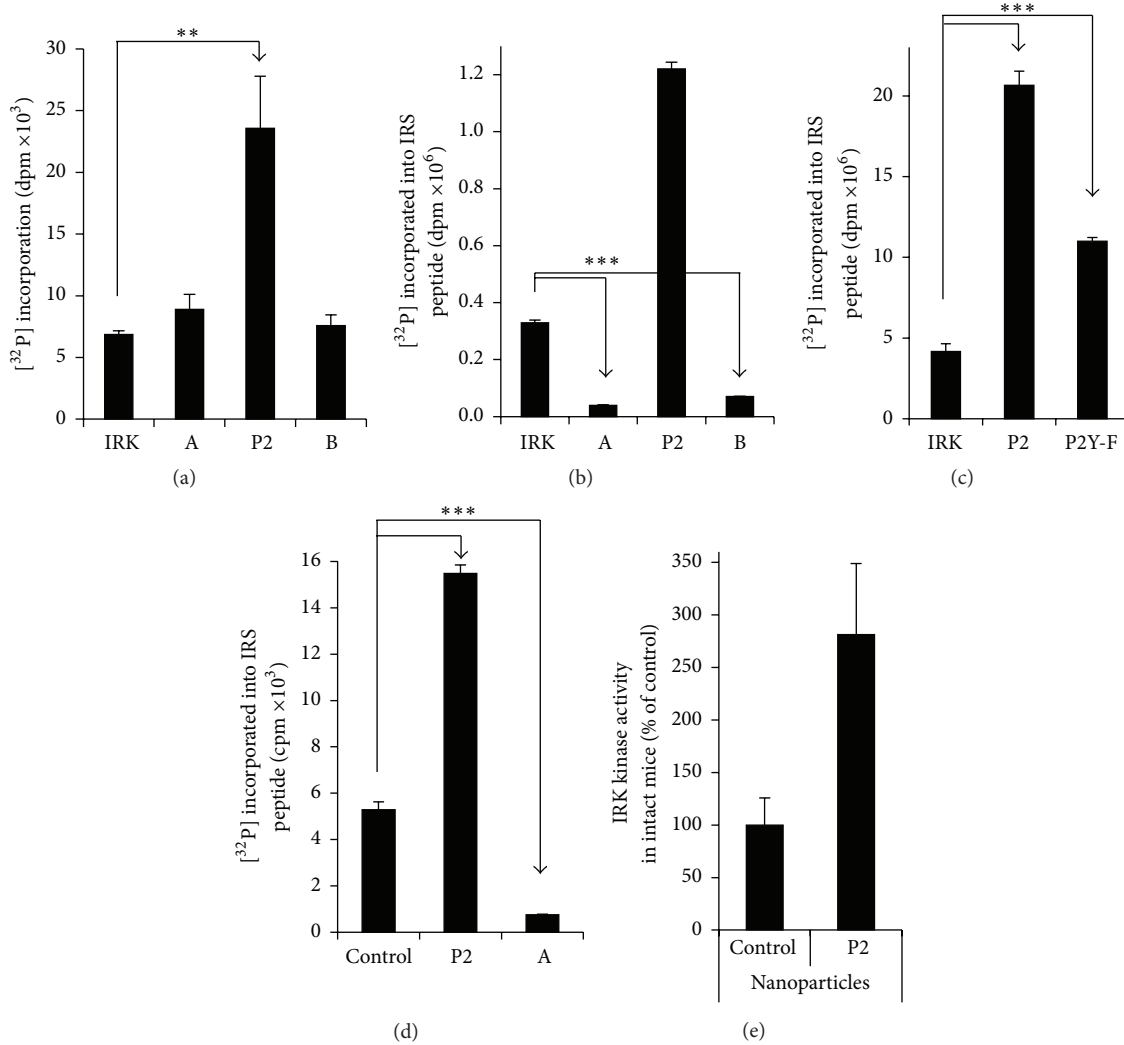 [³²P] incorporation (dpm ×10³)
30
25
20
15
10
5
0
**
IRK A P2 B
(a)
[³²P] incorporated into IRS
peptide (dpm ×10⁶)
1.2
0.9
0.6
0.4
0.2
0.0
***
IRK A P2 B
(b)
[³²P] incorporated into IRS
peptide (dpm ×10⁶)
20
15
10
5
0
***
IRK P2 P2Y-F
(c)
[³²P] incorporated into IRS
peptide (cpm ×10³)
16
14
12
10
8
6
4
2
0
***
Control P2 A
(d)
IRK kinase activity
in intact mice (% of control)
350
300
250
200
150
100
50
0
Control P2
Nanoparticles
(e)